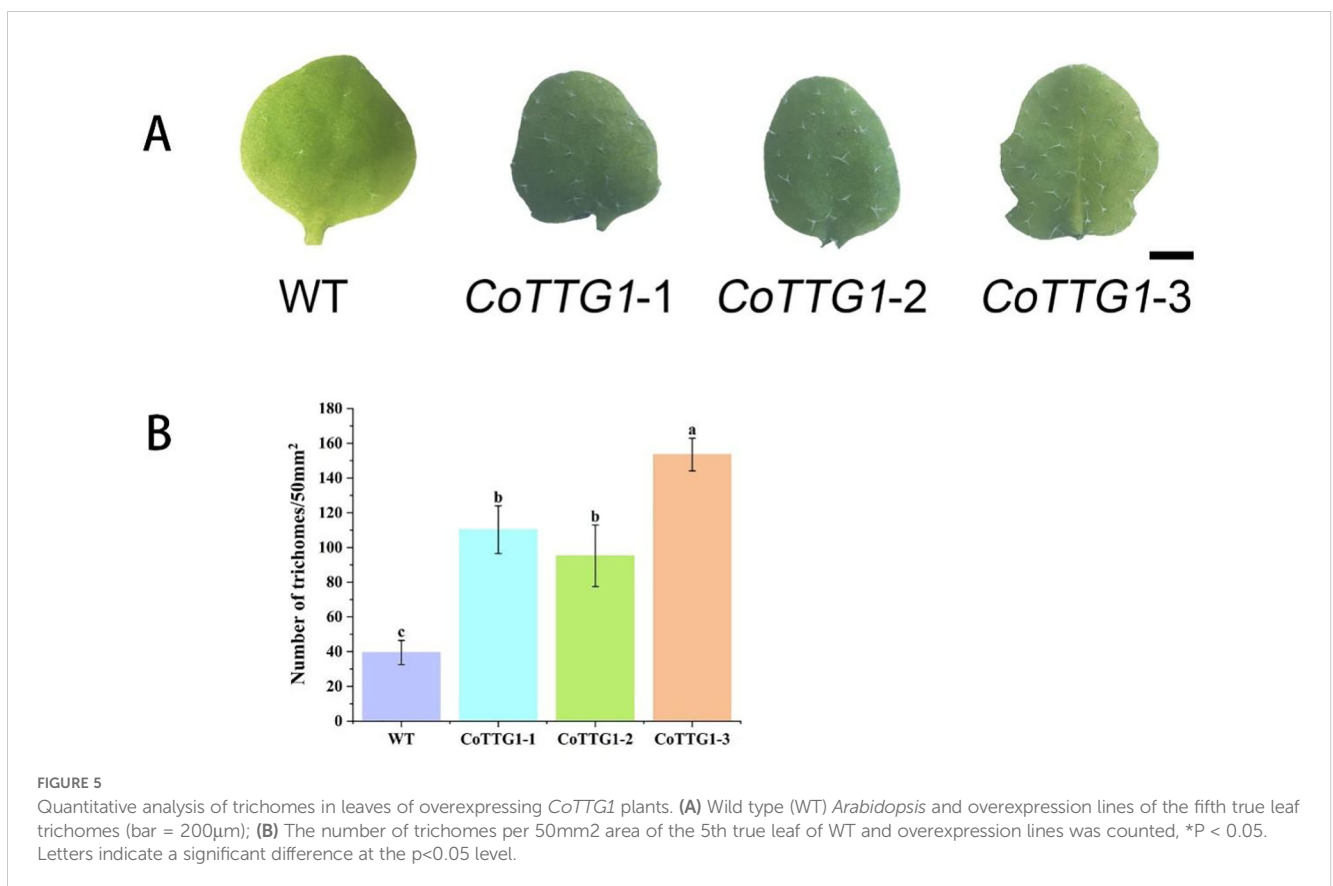 A
WT
CoTTG1-1
CoTTG1-2
CoTTG1-3
B
Number of trichomes/50mm²
180
160
140
120
100
80
60
40
20
0
c
b
b
a
WT
CoTTG1-1
CoTTG1-2
CoTTG1-3
FIGURE 5
Quantitative analysis of trichomes in leaves of overexpressing CoTTG1 plants. (A) Wild type (WT) Arabidopsis and overexpression lines of the fifth true leaf
trichomes (bar = 200μm); (B) The number of trichomes per 50mm2 area of the 5th true leaf of WT and overexpression lines was counted, *P < 0.05.
Letters indicate a significant difference at the p<0.05 level.